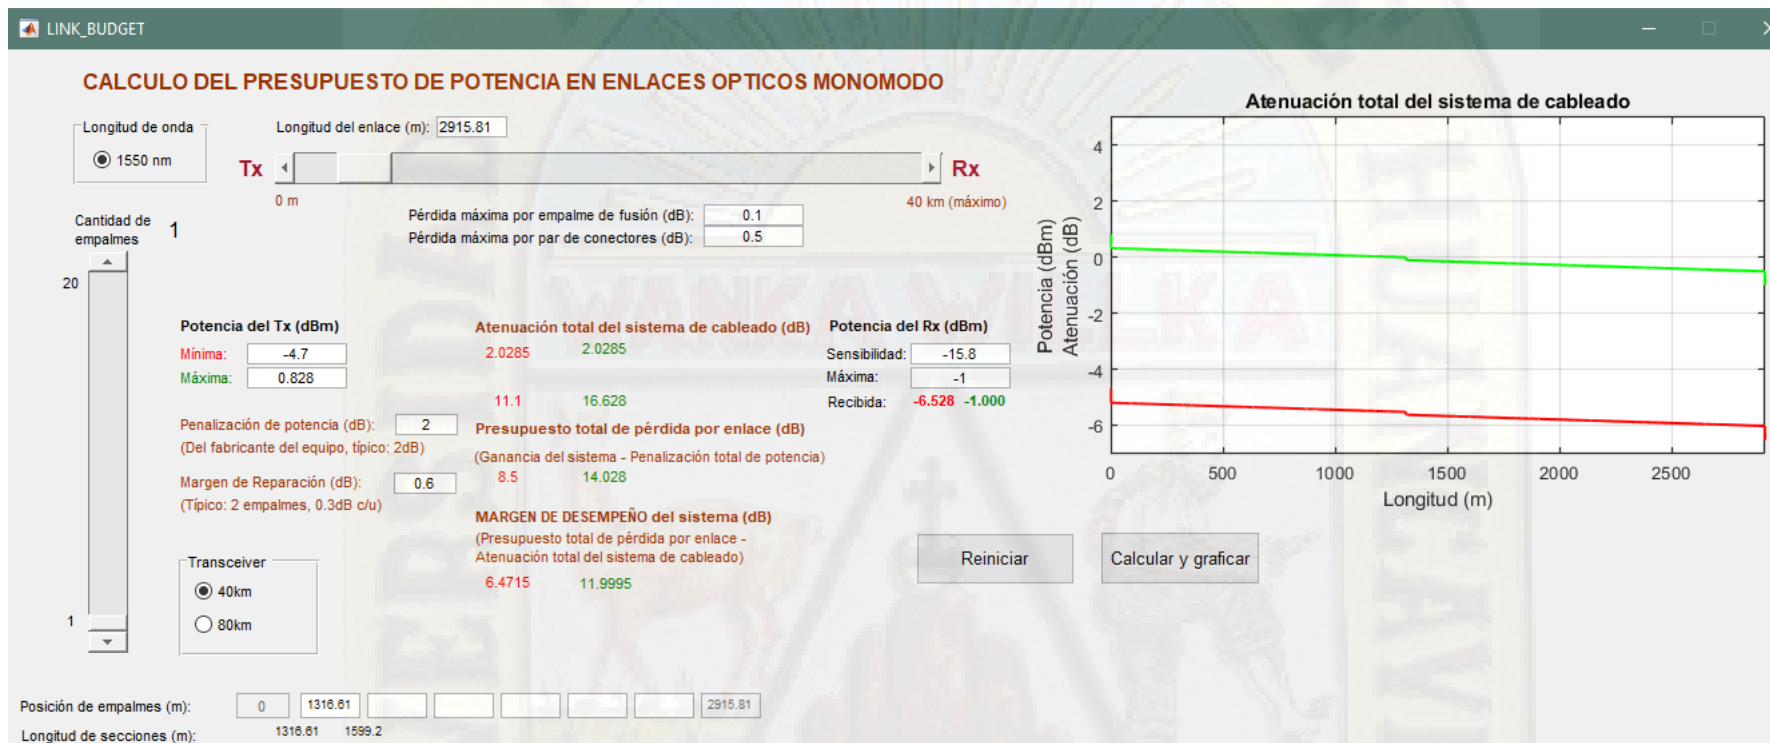 LINK_BUDGET
CALCULO DEL PRESUPUESTO DE POTENCIA EN ENLACES OPTICOS MONOMODO
Longitud de onda
1550 nm
Longitud del enlace (m): 2915.81
Tx
Rx
0 m
40 km (máximo)
Cantidad de
empalmes
1
20
1
Pérdida máxima por empalme de fusión (dB): 0.1
Pérdida máxima por par de conectores (dB): 0.5
Potencia del Tx (dBm)
Mínima: -4.7
Máxima: 0.828
Atenuación total del sistema de cableado (dB)
2.0285 2.0285
11.1 16.628
Potencia del Rx (dBm)
Sensibilidad: -15.8
Máxima: -1
Recibida: -6.528 -1.000
Penalización de potencia (dB): 2
(Del fabricante del equipo, típico: 2dB)
Margen de Reparación (dB): 0.6
(Típico: 2 empalmes, 0.3dB c/u)
Presupuesto total de pérdida por enlace (dB)
(Ganancia del sistema - Penalización total de potencia)
8.5 14.028
MARGEN DE DESEMPEÑO del sistema (dB)
(Presupuesto total de pérdida por enlace -
Atenuación total del sistema de cableado)
6.4715 11.9995
Transceiver
40km
80km
Reiniciar
Calcular y graficar
Posición de empalmes (m): 0 1316.61 2915.81
Longitud de secciones (m): 1316.61 1599.2
Atenuación total del sistema de cableado
Potencia (dBm)
Atenuación (dB)
4
2
0
-2
-4
-6
0 500 1000 1500 2000 2500
Longitud (m)
WANKA WILLKA